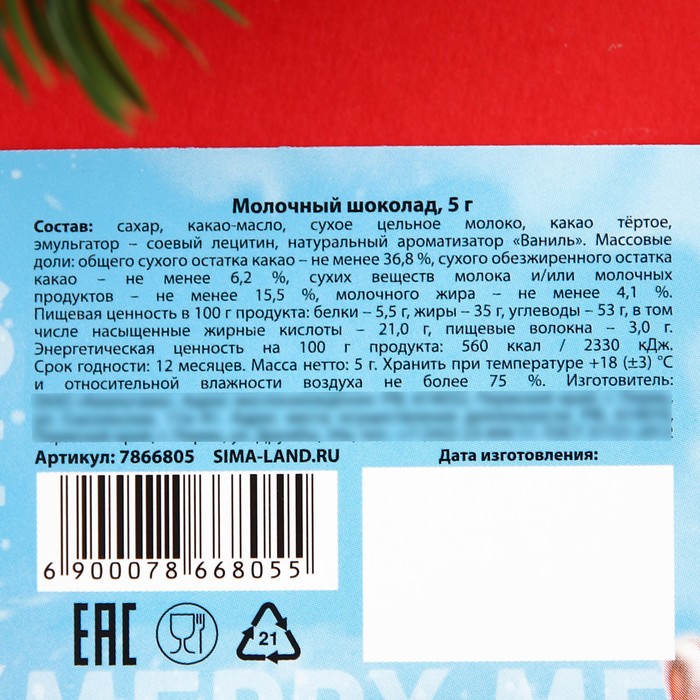 Молочный шоколад, 5 г
Состав: сахар, какао-масло, сухое цельное молоко, какао тёртое,
эмульгатор – соевый лецитин, натуральный ароматизатор «Ваниль». Массовые
доли: общего сухого остатка какао – не менее 36,8 %, сухого обезжиренного остатка
какао – не менее 6,2 %, сухих веществ молока и/или молочных
продуктов – не менее 15,5 %, молочного жира – не менее 4,1 %.
Пищевая ценность в 100 г продукта: белки – 5,5 г, жиры – 35 г, углеводы – 53 г, в том
числе насыщенные жирные кислоты – 21,0 г, пищевые волокна – 3,0 г.
Энергетическая ценность на 100 г продукта: 560 ккал / 2330 кДж.
Срок годности: 12 месяцев. Масса нетто: 5 г. Хранить при температуре +18 (±3) °С
и относительной влажности воздуха не более 75 %. Изготовитель:
Артикул: 7866805 SIMA-LAND.RU
Дата изготовления:
6 900078 668055
EAC
21
MERRY ME